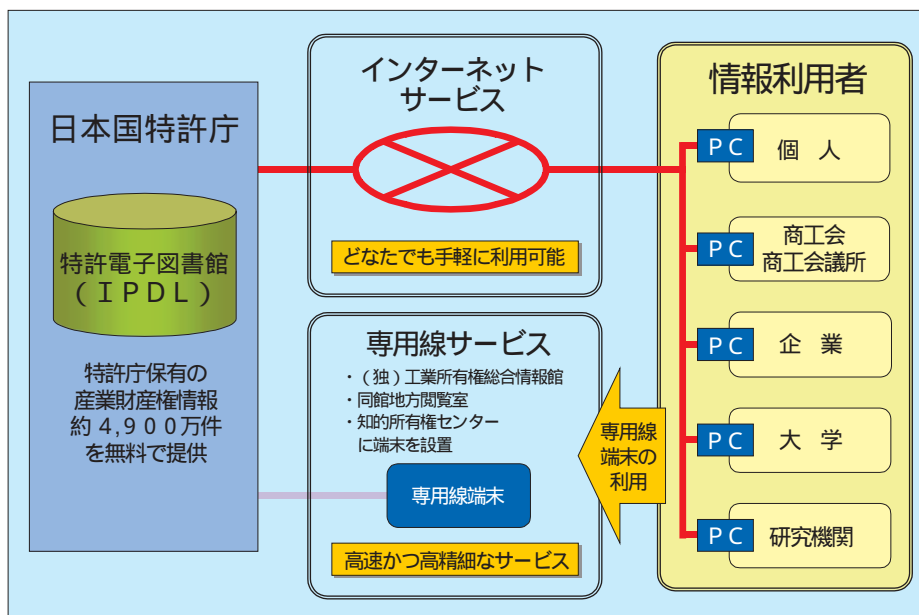 日本国特許庁
特許電子図書館
(ＩＰＤＬ)
特許庁保有の
産業財産権情報
約４,９００万件
を無料で提供
インターネット
サービス
どなたでも手軽に利用可能
専用線サービス
・(独)工業所有権総合情報館
・同館地方閲覧室
・知的所有権センター
に端末を設置
専用線端末
高速かつ高精細なサービス
専用線
端末の
利用
情報利用者
ＰＣ 個 人
ＰＣ 商工会
商工会議所
ＰＣ 企 業
ＰＣ 大 学
ＰＣ 研究機関